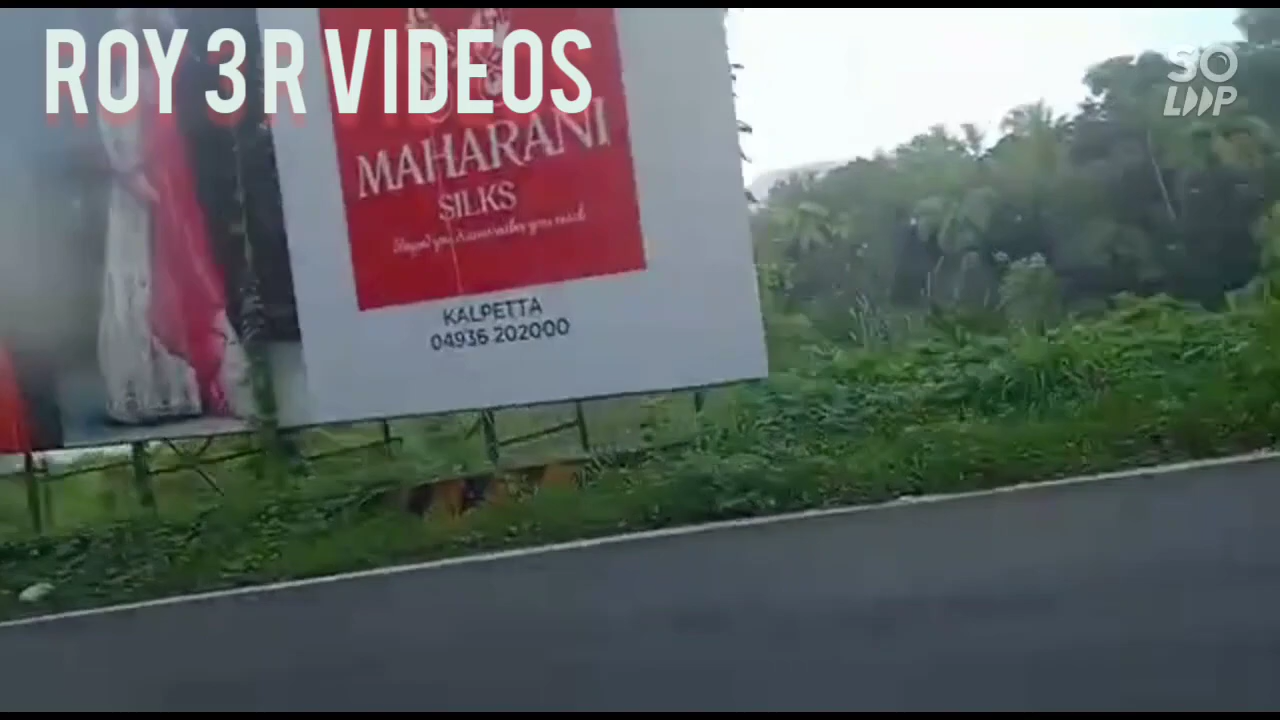 ROY 3 R VIDEOS
SO
LOOP
MAHARANI
SILKS
KALPETTA
04936 202000